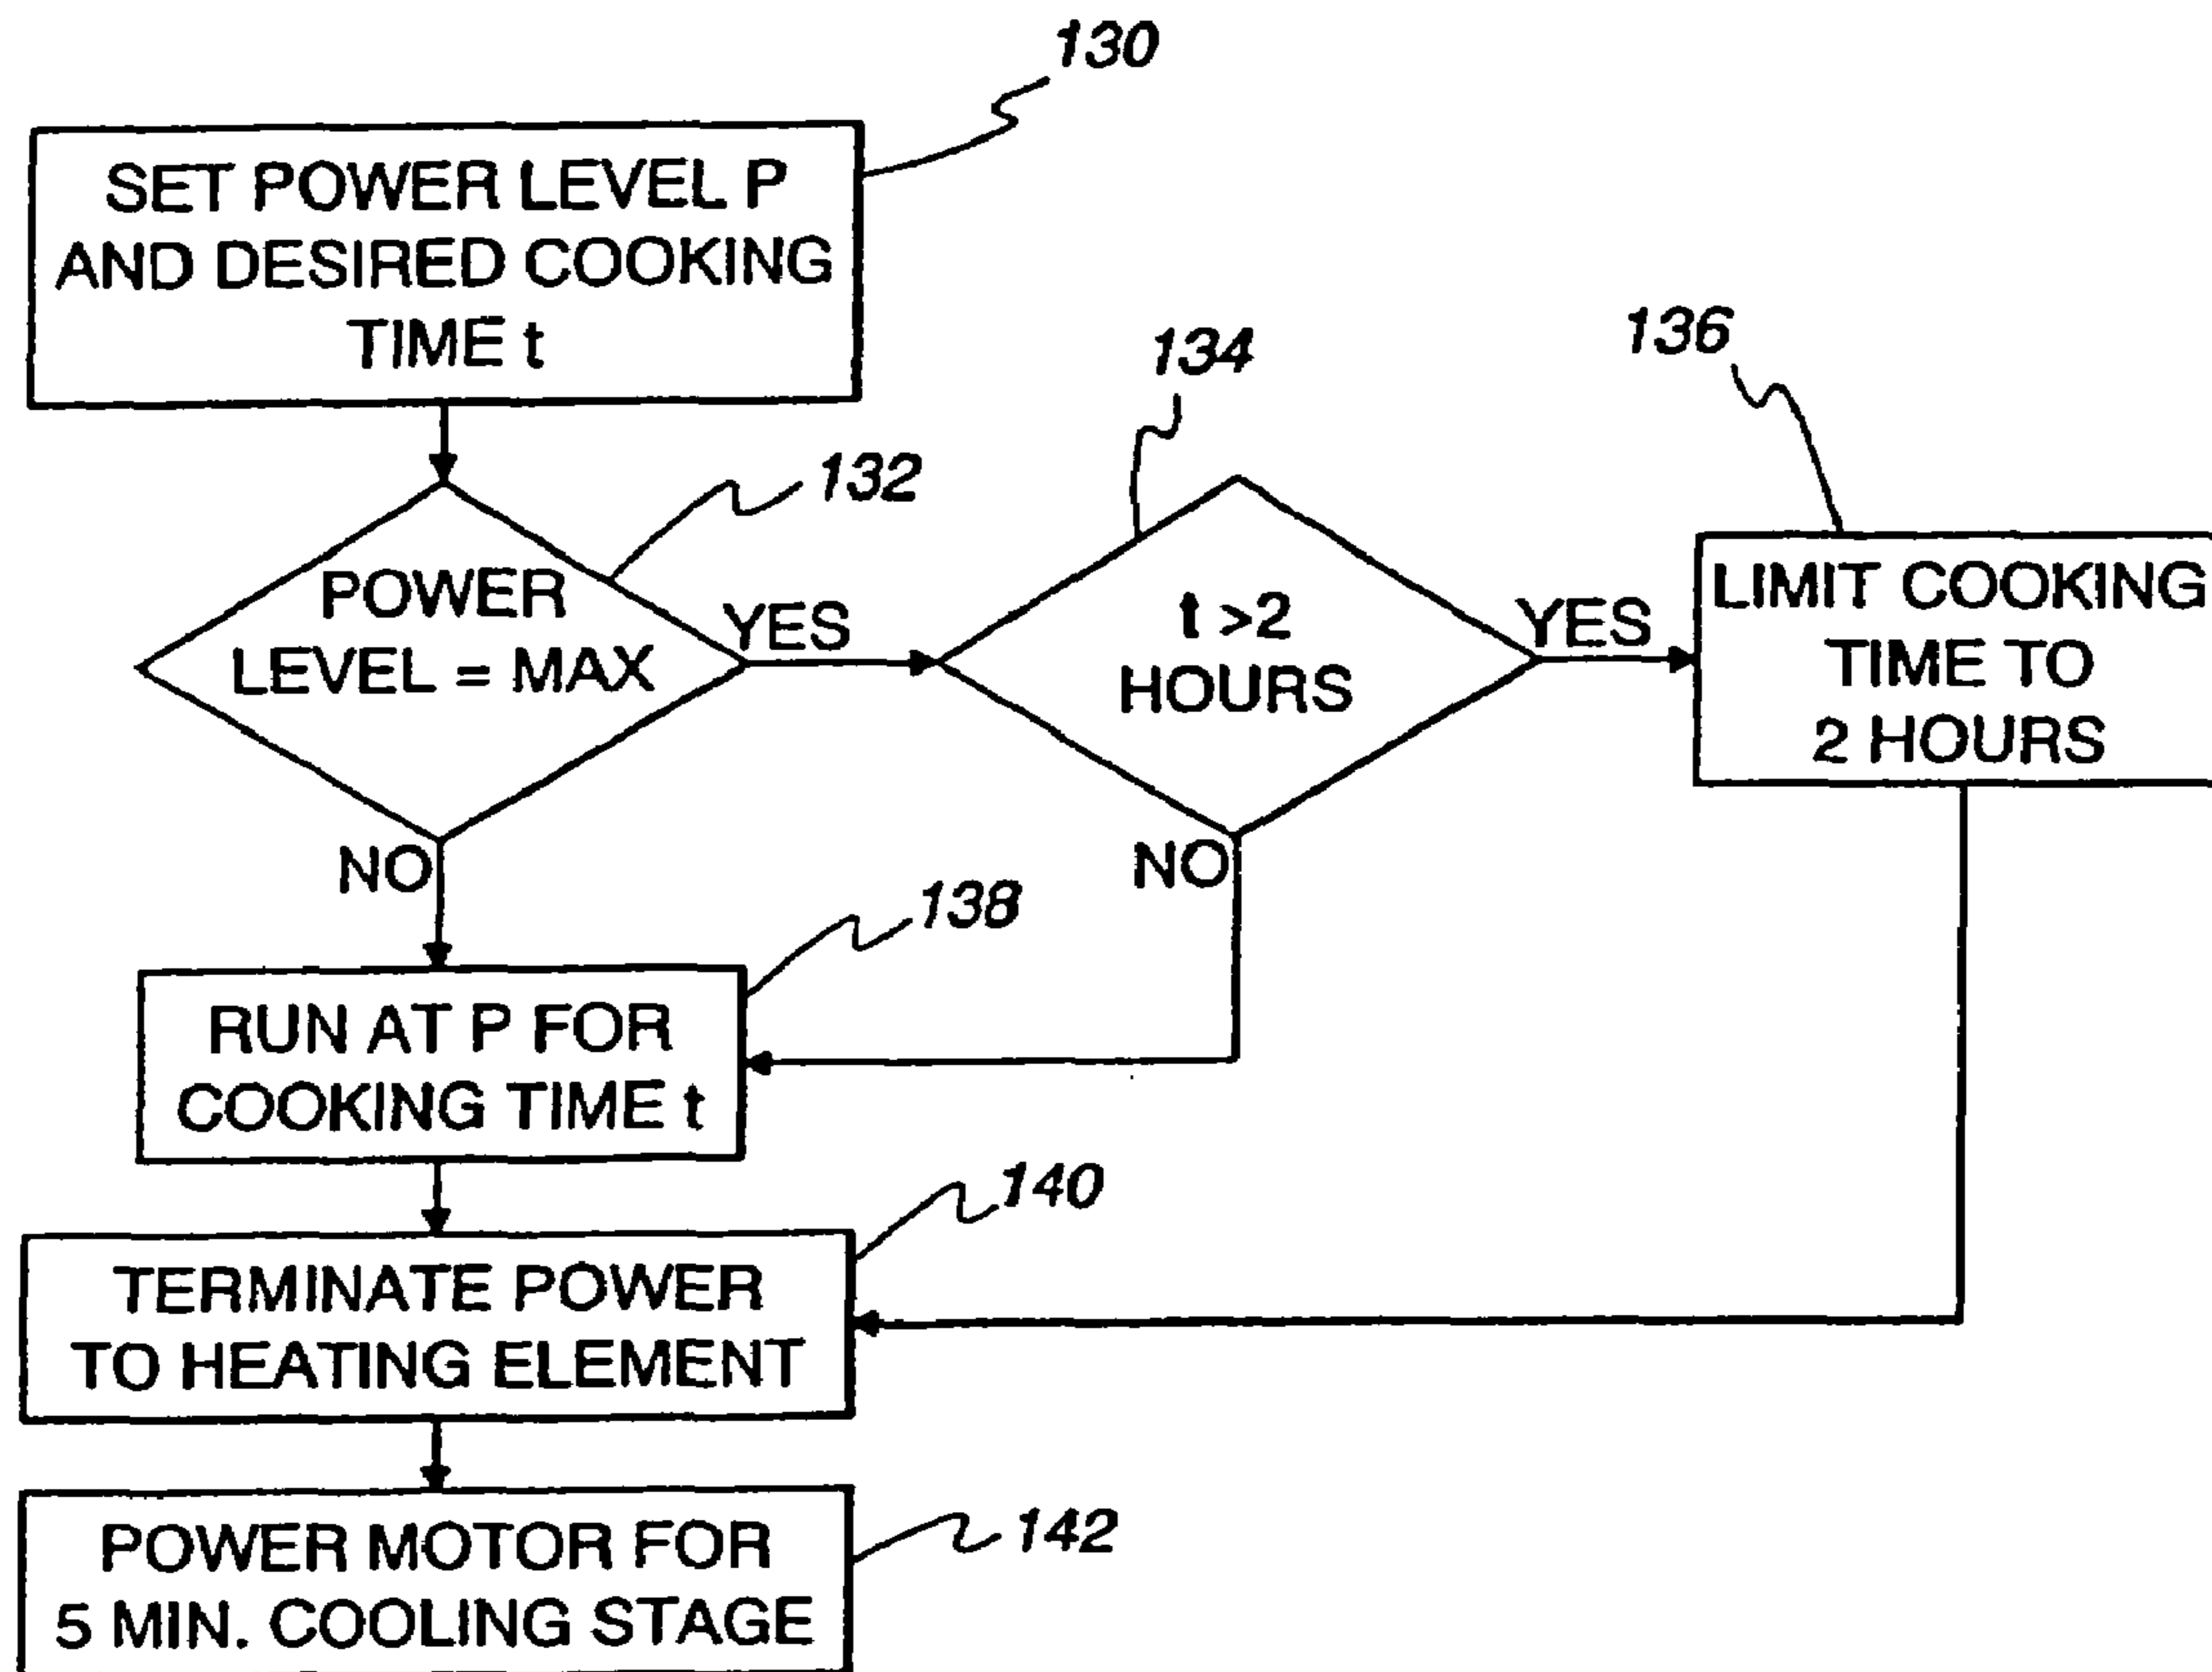 130
SET POWER LEVEL P
AND DESIRED COOKING
TIME t
132
POWER
LEVEL = MAX
YES
NO
134
t >2
HOURS
YES
NO
136
LIMIT COOKING
TIME TO
2 HOURS
138
RUN AT P FOR
COOKING TIME t
140
TERMINATE POWER
TO HEATING ELEMENT
142
POWER MOTOR FOR
5 MIN. COOLING STAGE